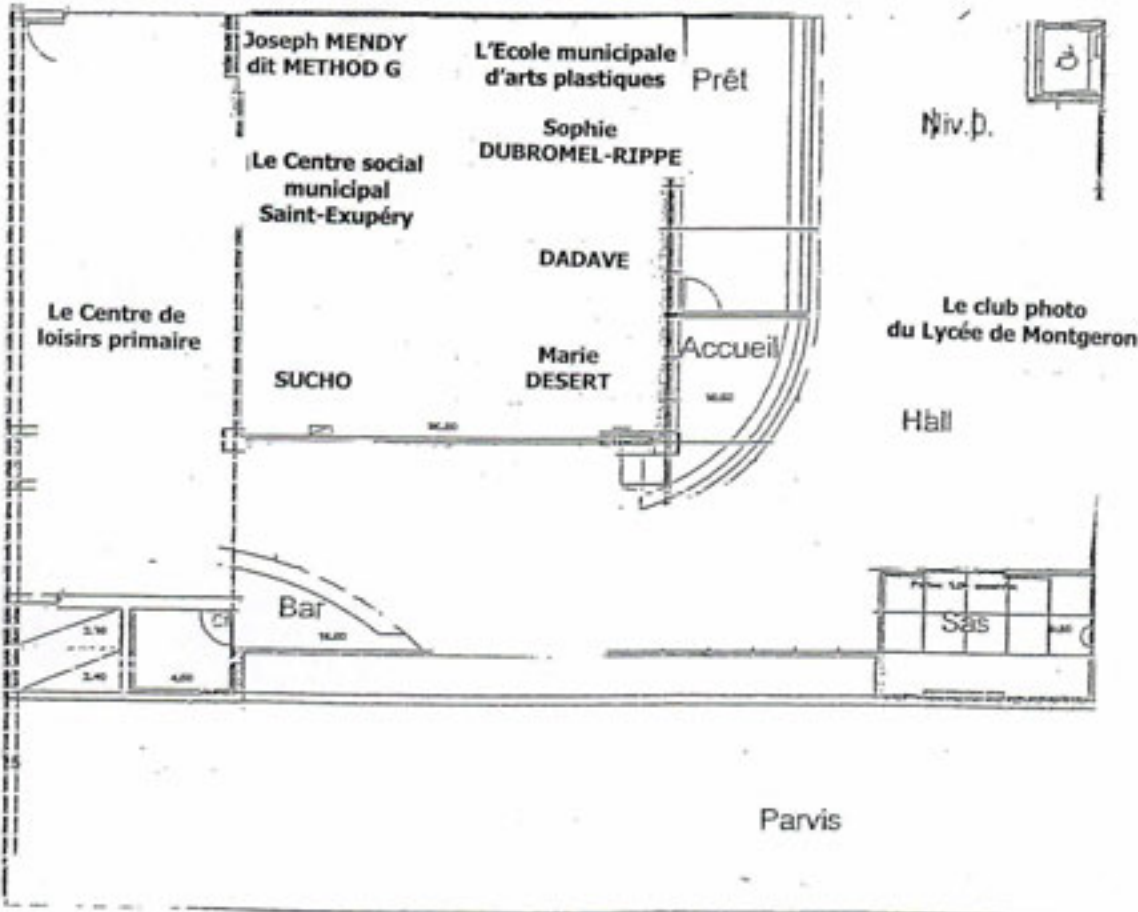 Joseph MENDY
dit METHOD G
L'Ecole municipale
d'arts plastiques
Prêt
Niv.0.
Sophie
DUBROMEL-RIPPE
Le Centre social
municipal
Saint-Exupéry
DADAVE
Le Centre de
loisirs primaire
Le club photo
du Lycée de Montgeron
Accueil
Marie
DESERT
SUCHO
Hall
Bar
Sas
4,00
Parvis